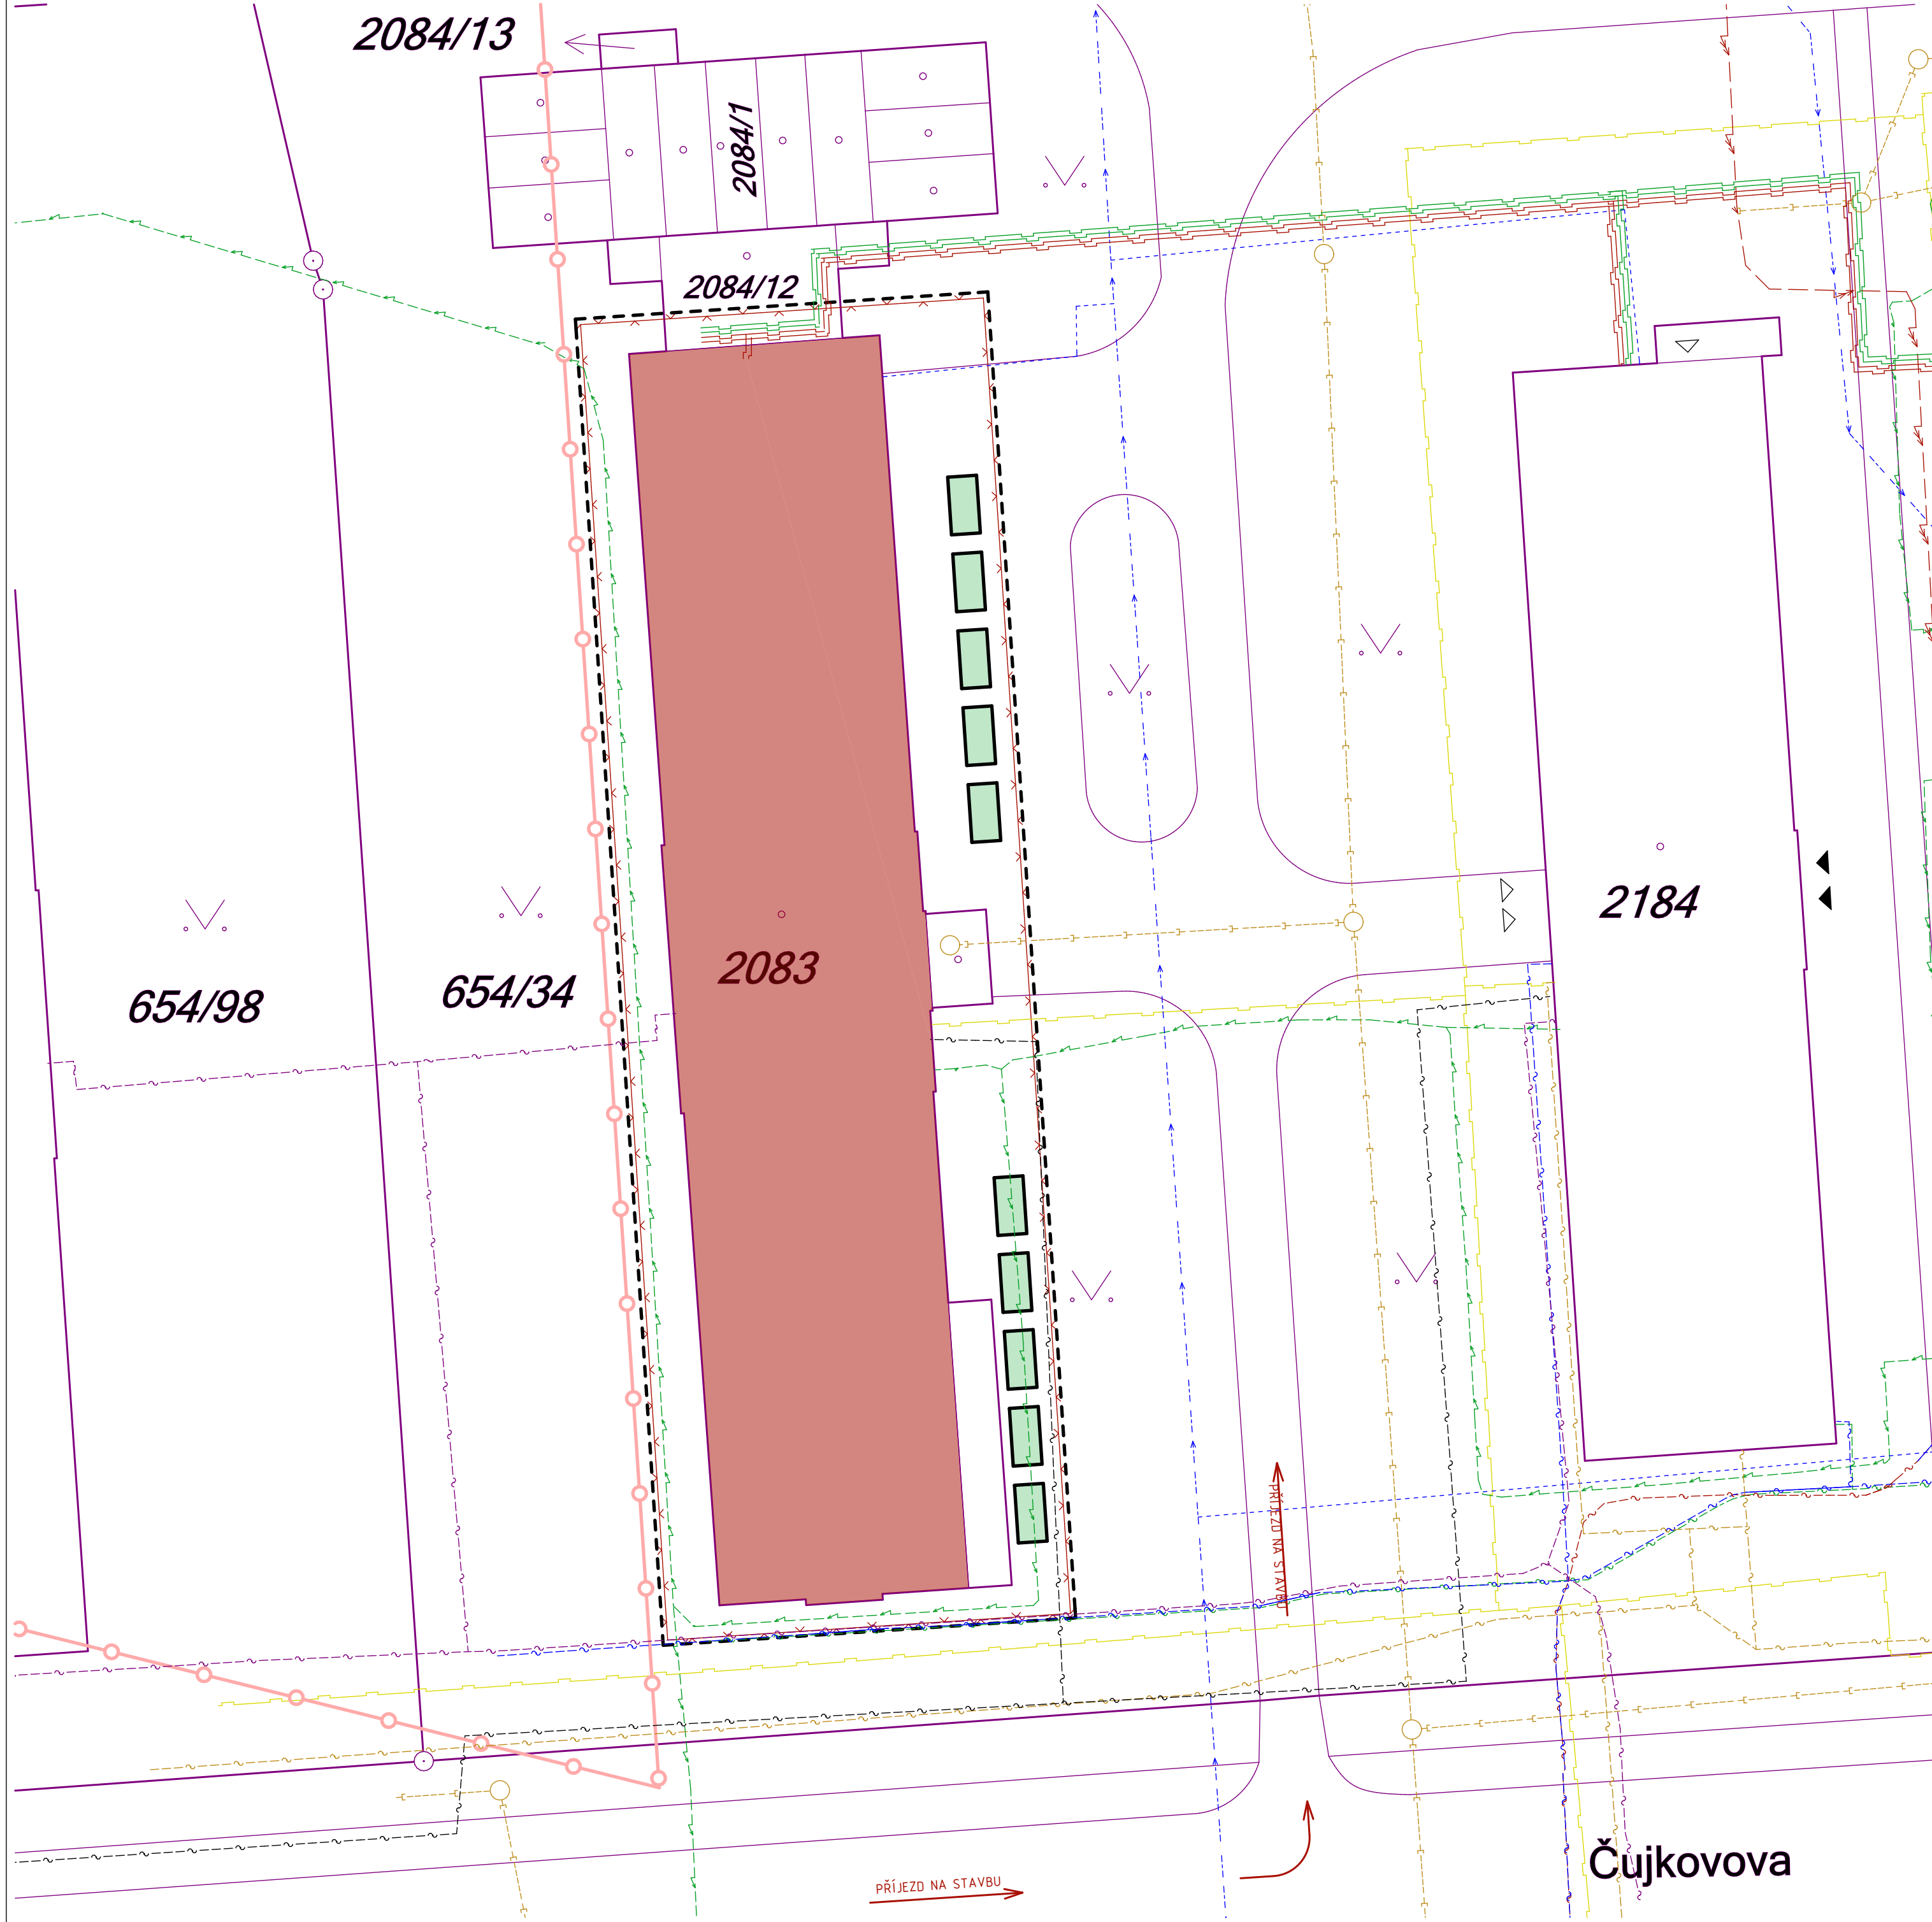 2084/13
2084/1
2084/12
2184
2083
654/98
654/34
PŘÍJEZD NA STAVBU
Čujkovova
PŘÍJEZD NA STAVBU